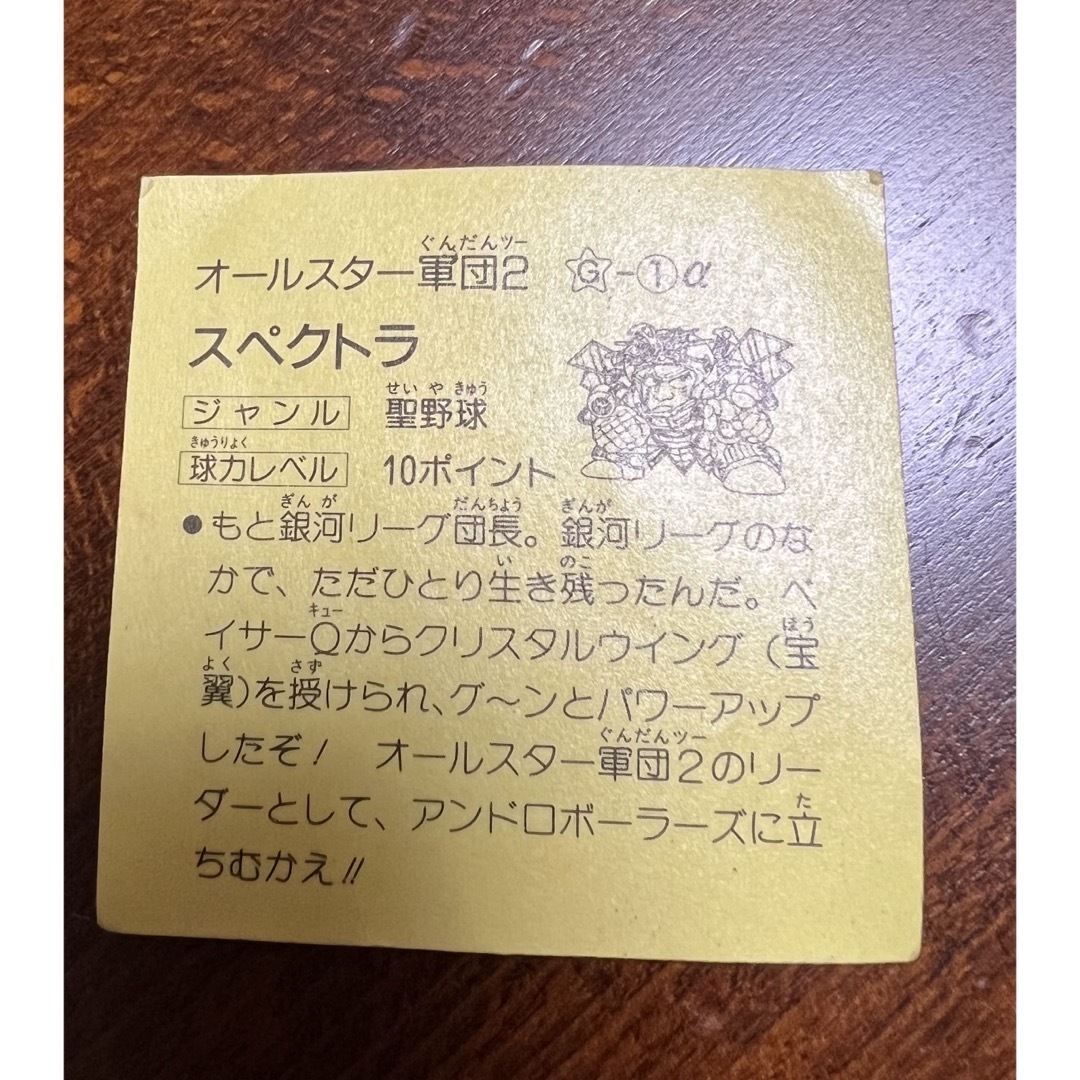 ぐんだんツー
オールスター軍団2 G-①α
スペクトラ
せいやきゅう
ジャンル 聖野球
きゅうりょく
球力レベル 10ポイント
ぎんが だんちょう ぎんが
●もと銀河リーグ団長。銀河リーグのな
い のこ
かで、ただひとり生き残ったんだ。ベ
キュー ほう
イサーQからクリスタルウイング(宝
よく さず
翼)を授けられ、グ〜ンとパワーアップ
ぐんだんツー
したぞ! オールスター軍団2のリー
た
ダーとして、アンドロボーラーズに立
ちむかえ!!